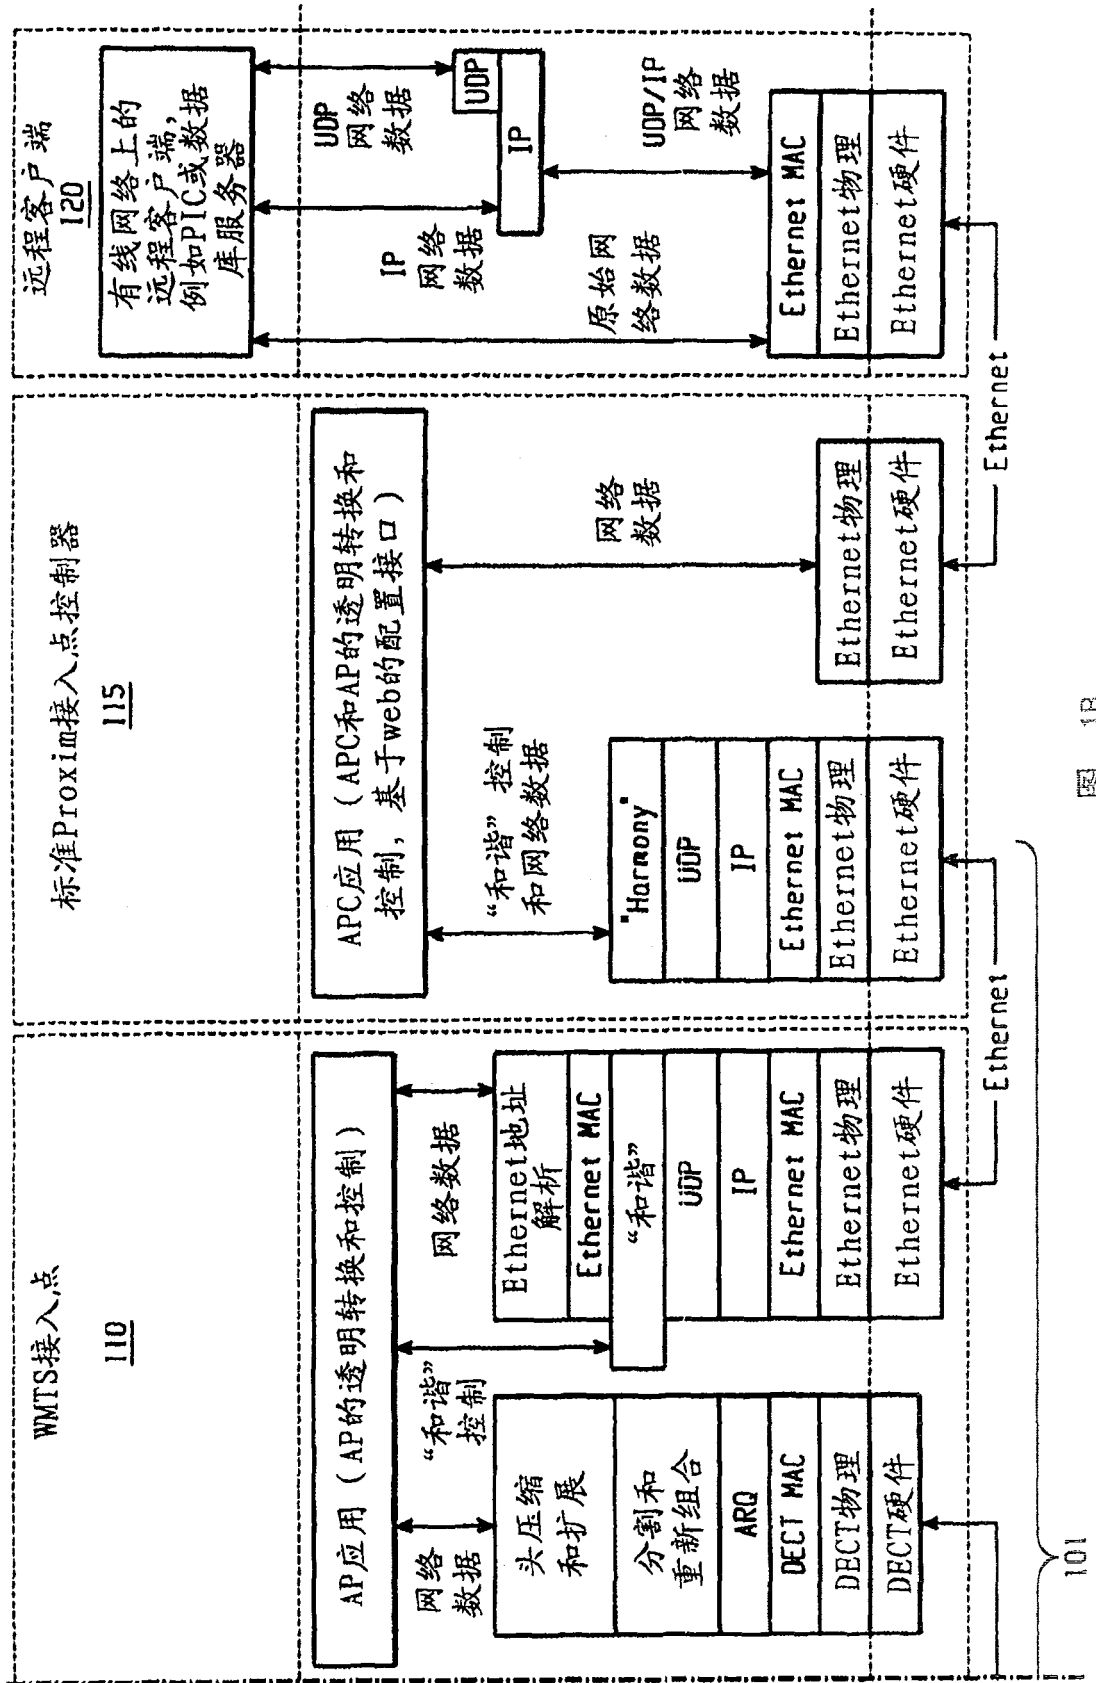 WMTS接入点
110
AP应用（AP的透明转换和控制）
网络
数据
“和谐”
控制
网络数据
头压缩
和扩展
分割和
重新组合
ARQ
DECT MAC
DECT物理
DECT硬件
Ethernet地址
解析
Ethernet MAC
“和谐”
UDP
IP
Ethernet MAC
Ethernet物理
Ethernet硬件
Ethernet
标准Proxim接入点控制器
115
APC应用（APC和AP的透明转换和
控制，基于web的配置接口）
“和谐”控制
和网络数据
网络
数据
"Harmony"
UDP
IP
Ethernet MAC
Ethernet物理
Ethernet硬件
Ethernet物理
Ethernet硬件
Ethernet
远程客户端
120
有线网络上的
远程客户端，
例如PIC或数据
库服务器
原始网
络数据
IP
网络
数据
UDP
网络
数据
UDP
IP
UDP/IP
网络
数据
Ethernet MAC
Ethernet物理
Ethernet硬件
101
图 1B